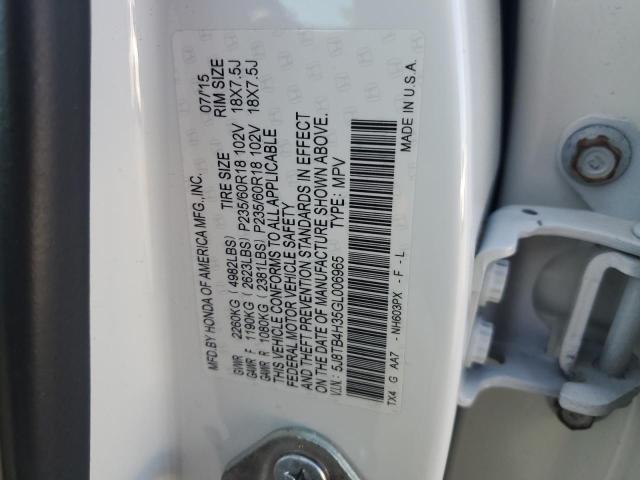 MFD.BY HONDA OF AMERICA MFG.,INC. 07/15
GVWR 2260KG (4982LBS) TIRE SIZE RIM SIZE
GAWR F 1190KG (2623LBS) P235/60R18 102V 18X7.5J
GAWR R 1080KG (2381LBS) P235/60R18 102V 18X7.5J
THIS VEHICLE CONFORMS TO ALL APPLICABLE
FEDERAL MOTOR VEHICLE SAFETY
AND THEFT PREVENTION STANDARDS IN EFFECT
ON THE DATE OF MANUFACTURE SHOWN ABOVE.
V.I.N.: 5J8TB4H35GL006965 TYPE: MPV
TX4 G AA7 - NH603PX - F - L MADE IN U.S.A.